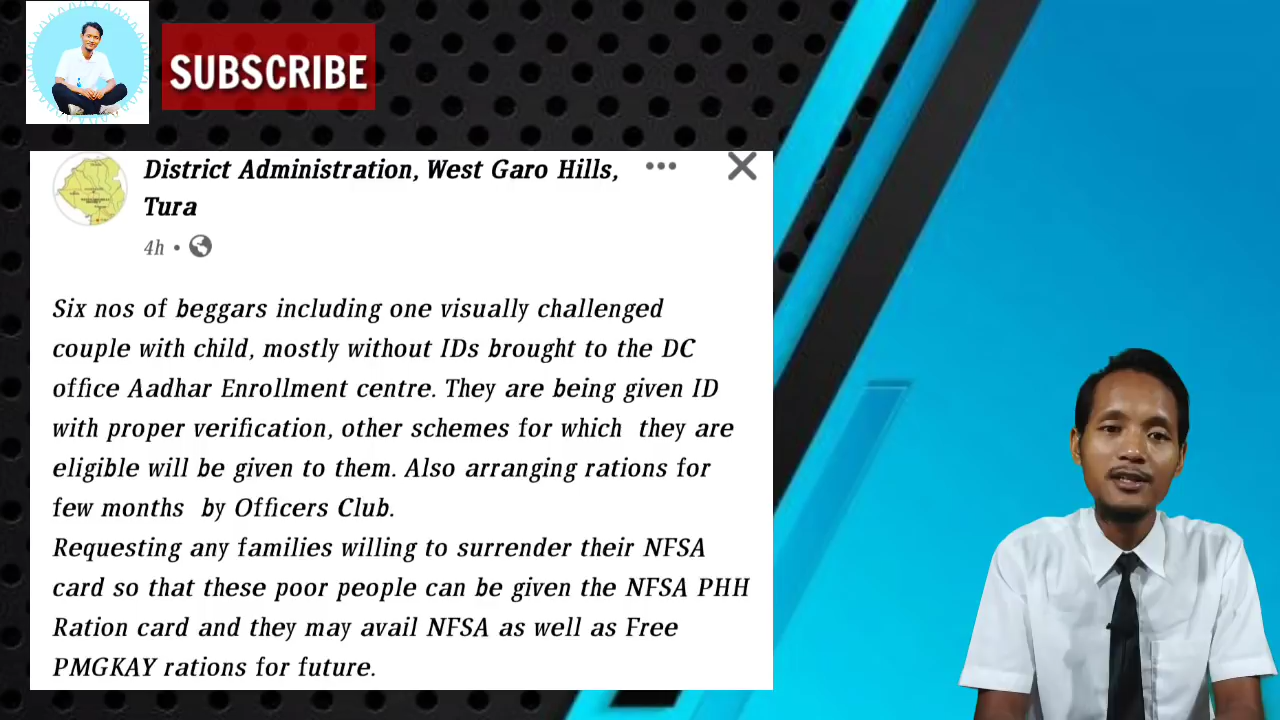 SUBSCRIBE
District Administration, West Garo Hills,
Tura
4h
Six nos of beggars including one visually challenged
couple with child, mostly without IDs brought to the DC
office Aadhar Enrollment centre. They are being given ID
with proper verification, other schemes for which they are
eligible will be given to them. Also arranging rations for
few months by Officers Club.
Requesting any families willing to surrender their NFSA
card so that these poor people can be given the NFSA PHH
Ration card and they may avail NFSA as well as Free
PMGKAY rations for future.